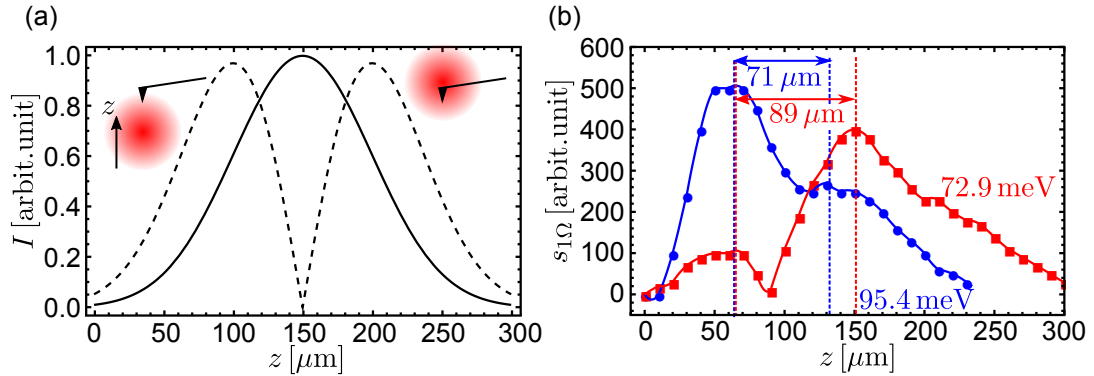 (a)
1.0
0.8
0.6
0.4
0.2
0.0
I [arbit.unit]
z
0 50 100 150 200 250 300
z [μm]
(b)
600
500
400
300
200
100
0
s1Ω [arbit.unit]
71 μm
89 μm
72.9 meV
95.4 meV
0 50 100 150 200 250 300
z [μm]